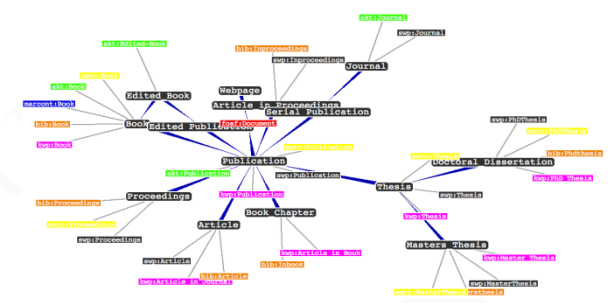 akt:Journal
swp:Journal
akt:Edited-Book
bib:Inproceedings
swp:Inproceedings
Journal
akt:Book
marcont:Book
bib:Book
kwp:Book
Edited Book
Webpage
Article in Proceedings
Serial Publication
Book
Edited Publication
foaf:Document
swp:PhDThesis
bib:Phdthesis
Publication
Doctoral Dissertation
akt:Publication
swp:Publication
kwp:PhD Thesis
Thesis
swp:Thesis
kwp:Publication
Proceedings
bib:Proceedings
swp:Proceedings
Book Chapter
kwp:Thesis
Article
Masters Thesis
kwp:Article in Book
kwp:Master Thesis
swp:Article
bib:Inbook
bib:Article
kwp:Article in Journal
swp:MasterThesis